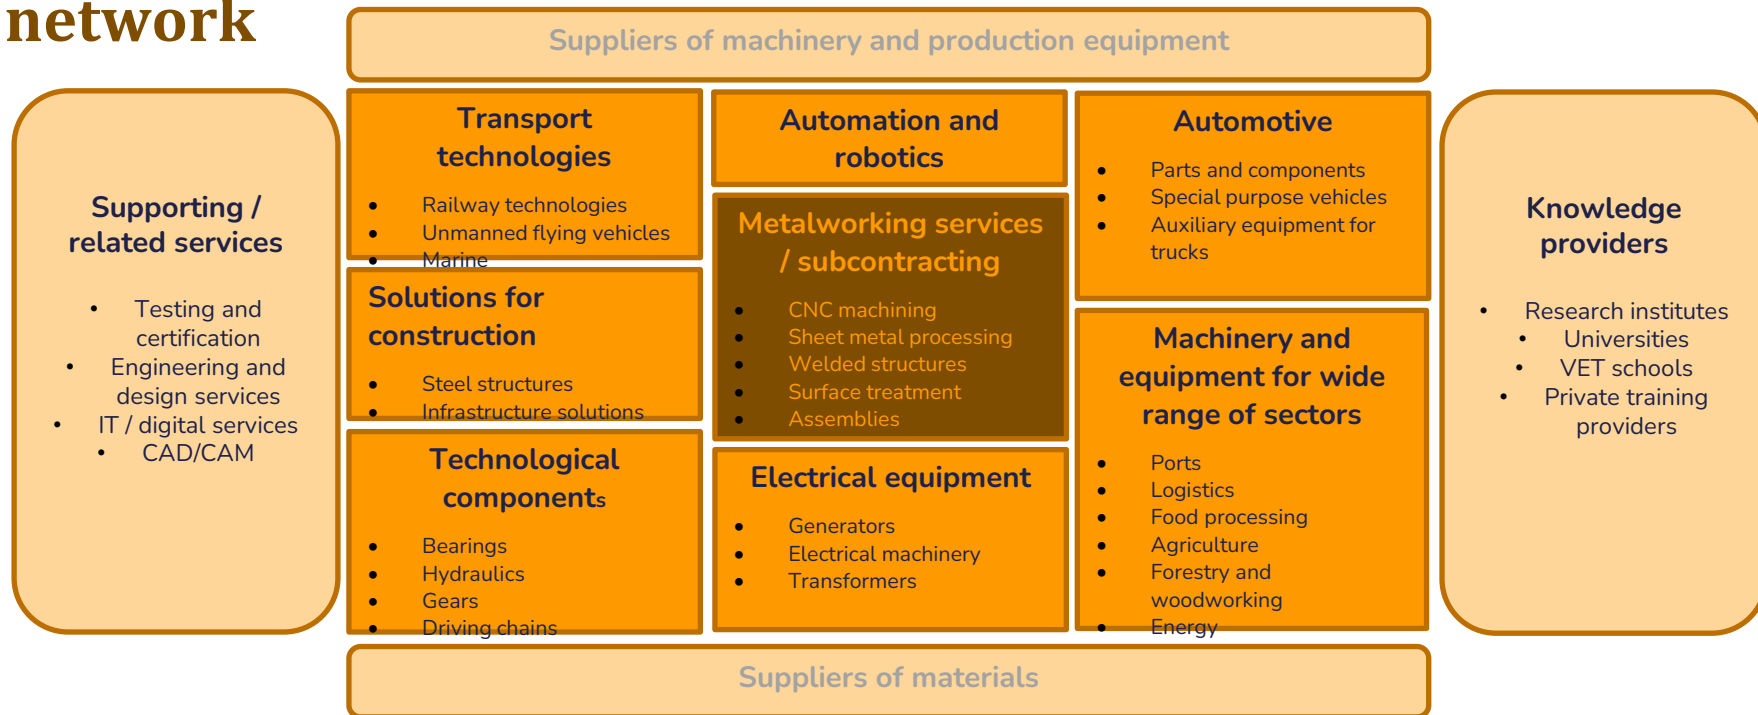 network
Suppliers of machinery and production equipment
Supporting /
related services
• Testing and
certification
• Engineering and
design services
• IT / digital services
• CAD/CAM
Transport
technologies
• Railway technologies
• Unmanned flying vehicles
• Marine
Solutions for
construction
• Steel structures
• Infrastructure solutions
Technological
components
• Bearings
• Hydraulics
• Gears
• Driving chains
Automation and
robotics
Metalworking services
/ subcontracting
• CNC machining
• Sheet metal processing
• Welded structures
• Surface treatment
• Assemblies
Electrical equipment
• Generators
• Electrical machinery
• Transformers
Automotive
• Parts and components
• Special purpose vehicles
• Auxiliary equipment for
trucks
Machinery and
equipment for wide
range of sectors
• Ports
• Logistics
• Food processing
• Agriculture
• Forestry and
woodworking
• Energy
Knowledge
providers
• Research institutes
• Universities
• VET schools
• Private training
providers
Suppliers of materials